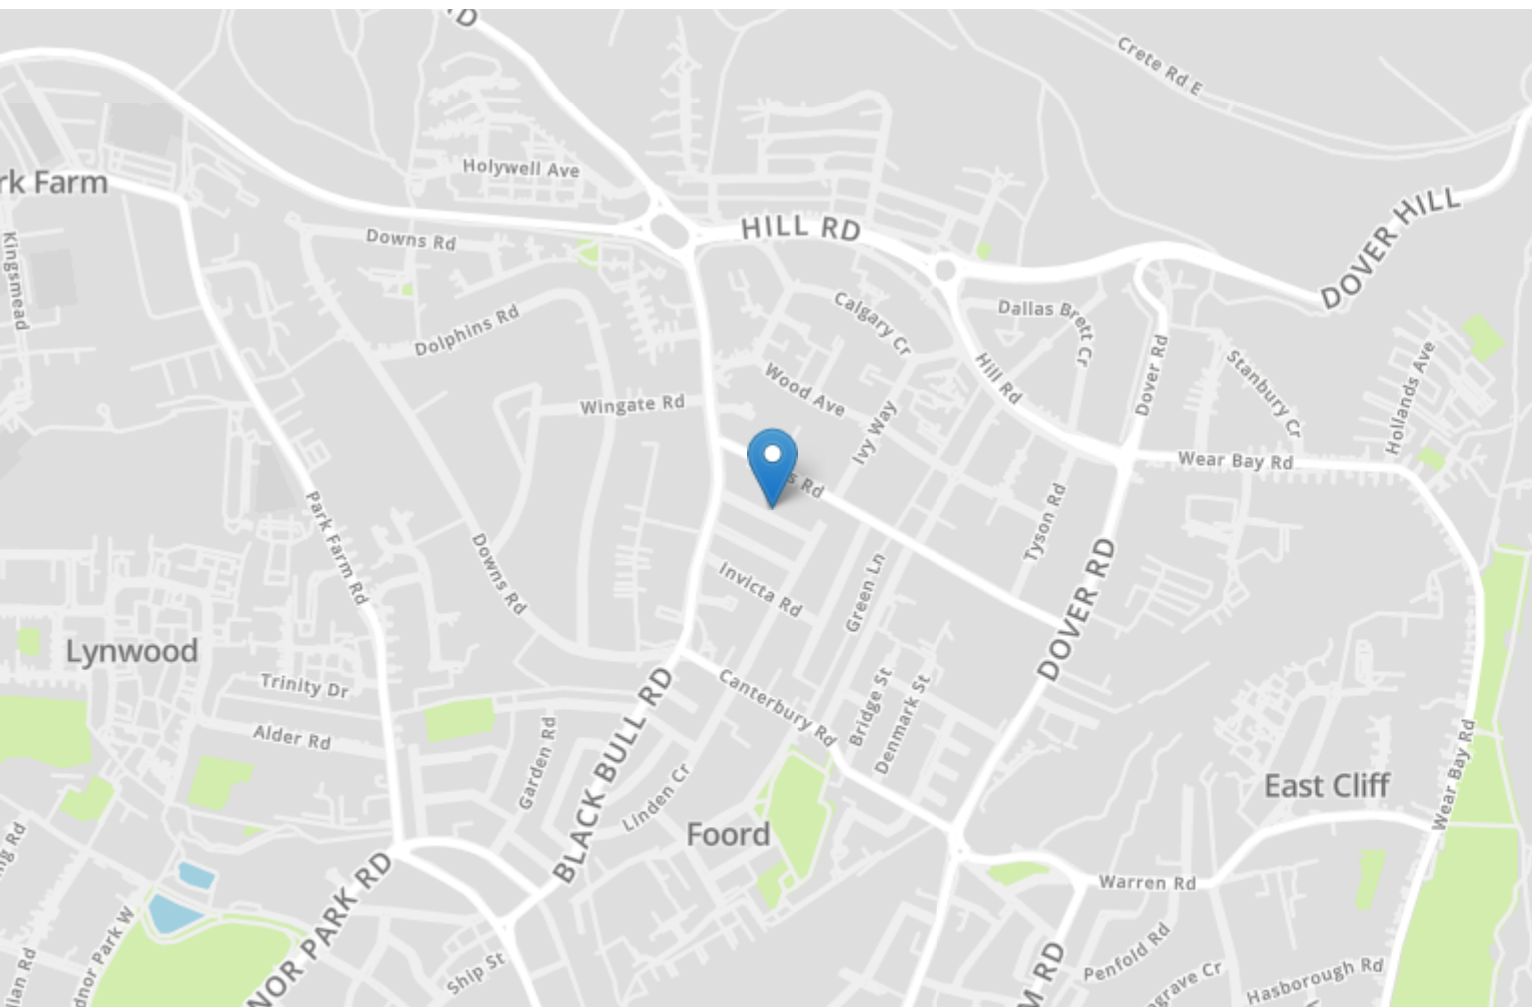 Crete Rd E
Holywell Ave
rk Farm
HILL RD
DOVER HILL
Downs Rd
Kingsmead
Calgary Cr
Dallas Brett Cr
Dolphins Rd
Dover Rd
Stanbury Cr
Hollands Ave
Hill Rd
Wood Ave
Wingate Rd
Ivy Way
Wear Bay Rd
s Rd
Park Farm Rd
Tyson Rd
Downs Rd
Invicta Rd
Green Ln
DOVER RD
Lynwood
Trinity Dr
Canterbury Rd
Bridge St
Denmark St
Alder Rd
Garden Rd
BLACK BULL RD
Linden Cr
East Cliff
Wear Bay Rd
Foord
NOR PARK RD
Warren Rd
dnor Park W
Ship St
Penfold Rd
grave Cr
Hasborough Rd
M RD